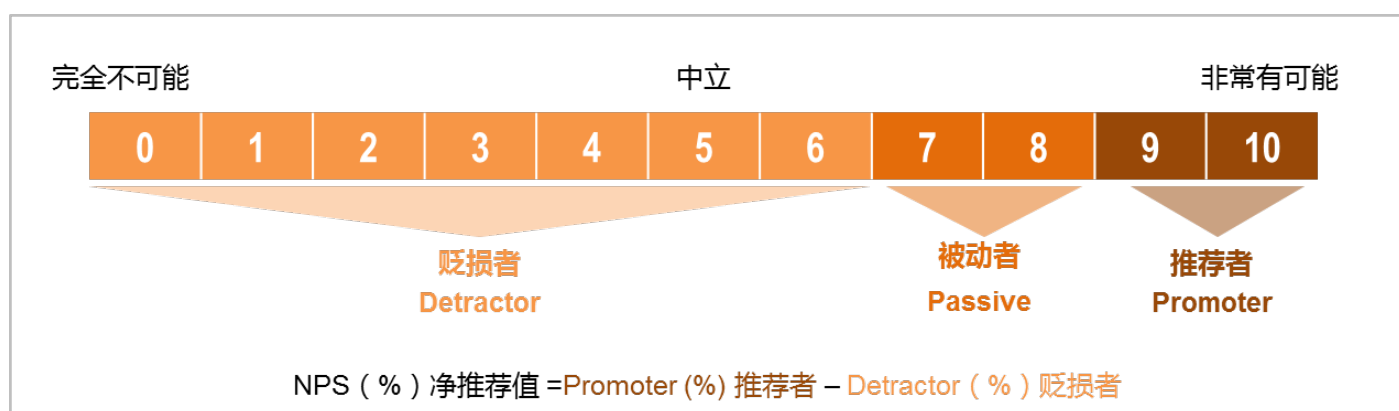 完全不可能 中立 非常有可能
0 1 2 3 4 5 6 7 8 9 10
贬损者 被动者 推荐者
Detractor Passive Promoter
NPS（%）净推荐值 =Promoter (%) 推荐者 – Detractor（%）贬损者